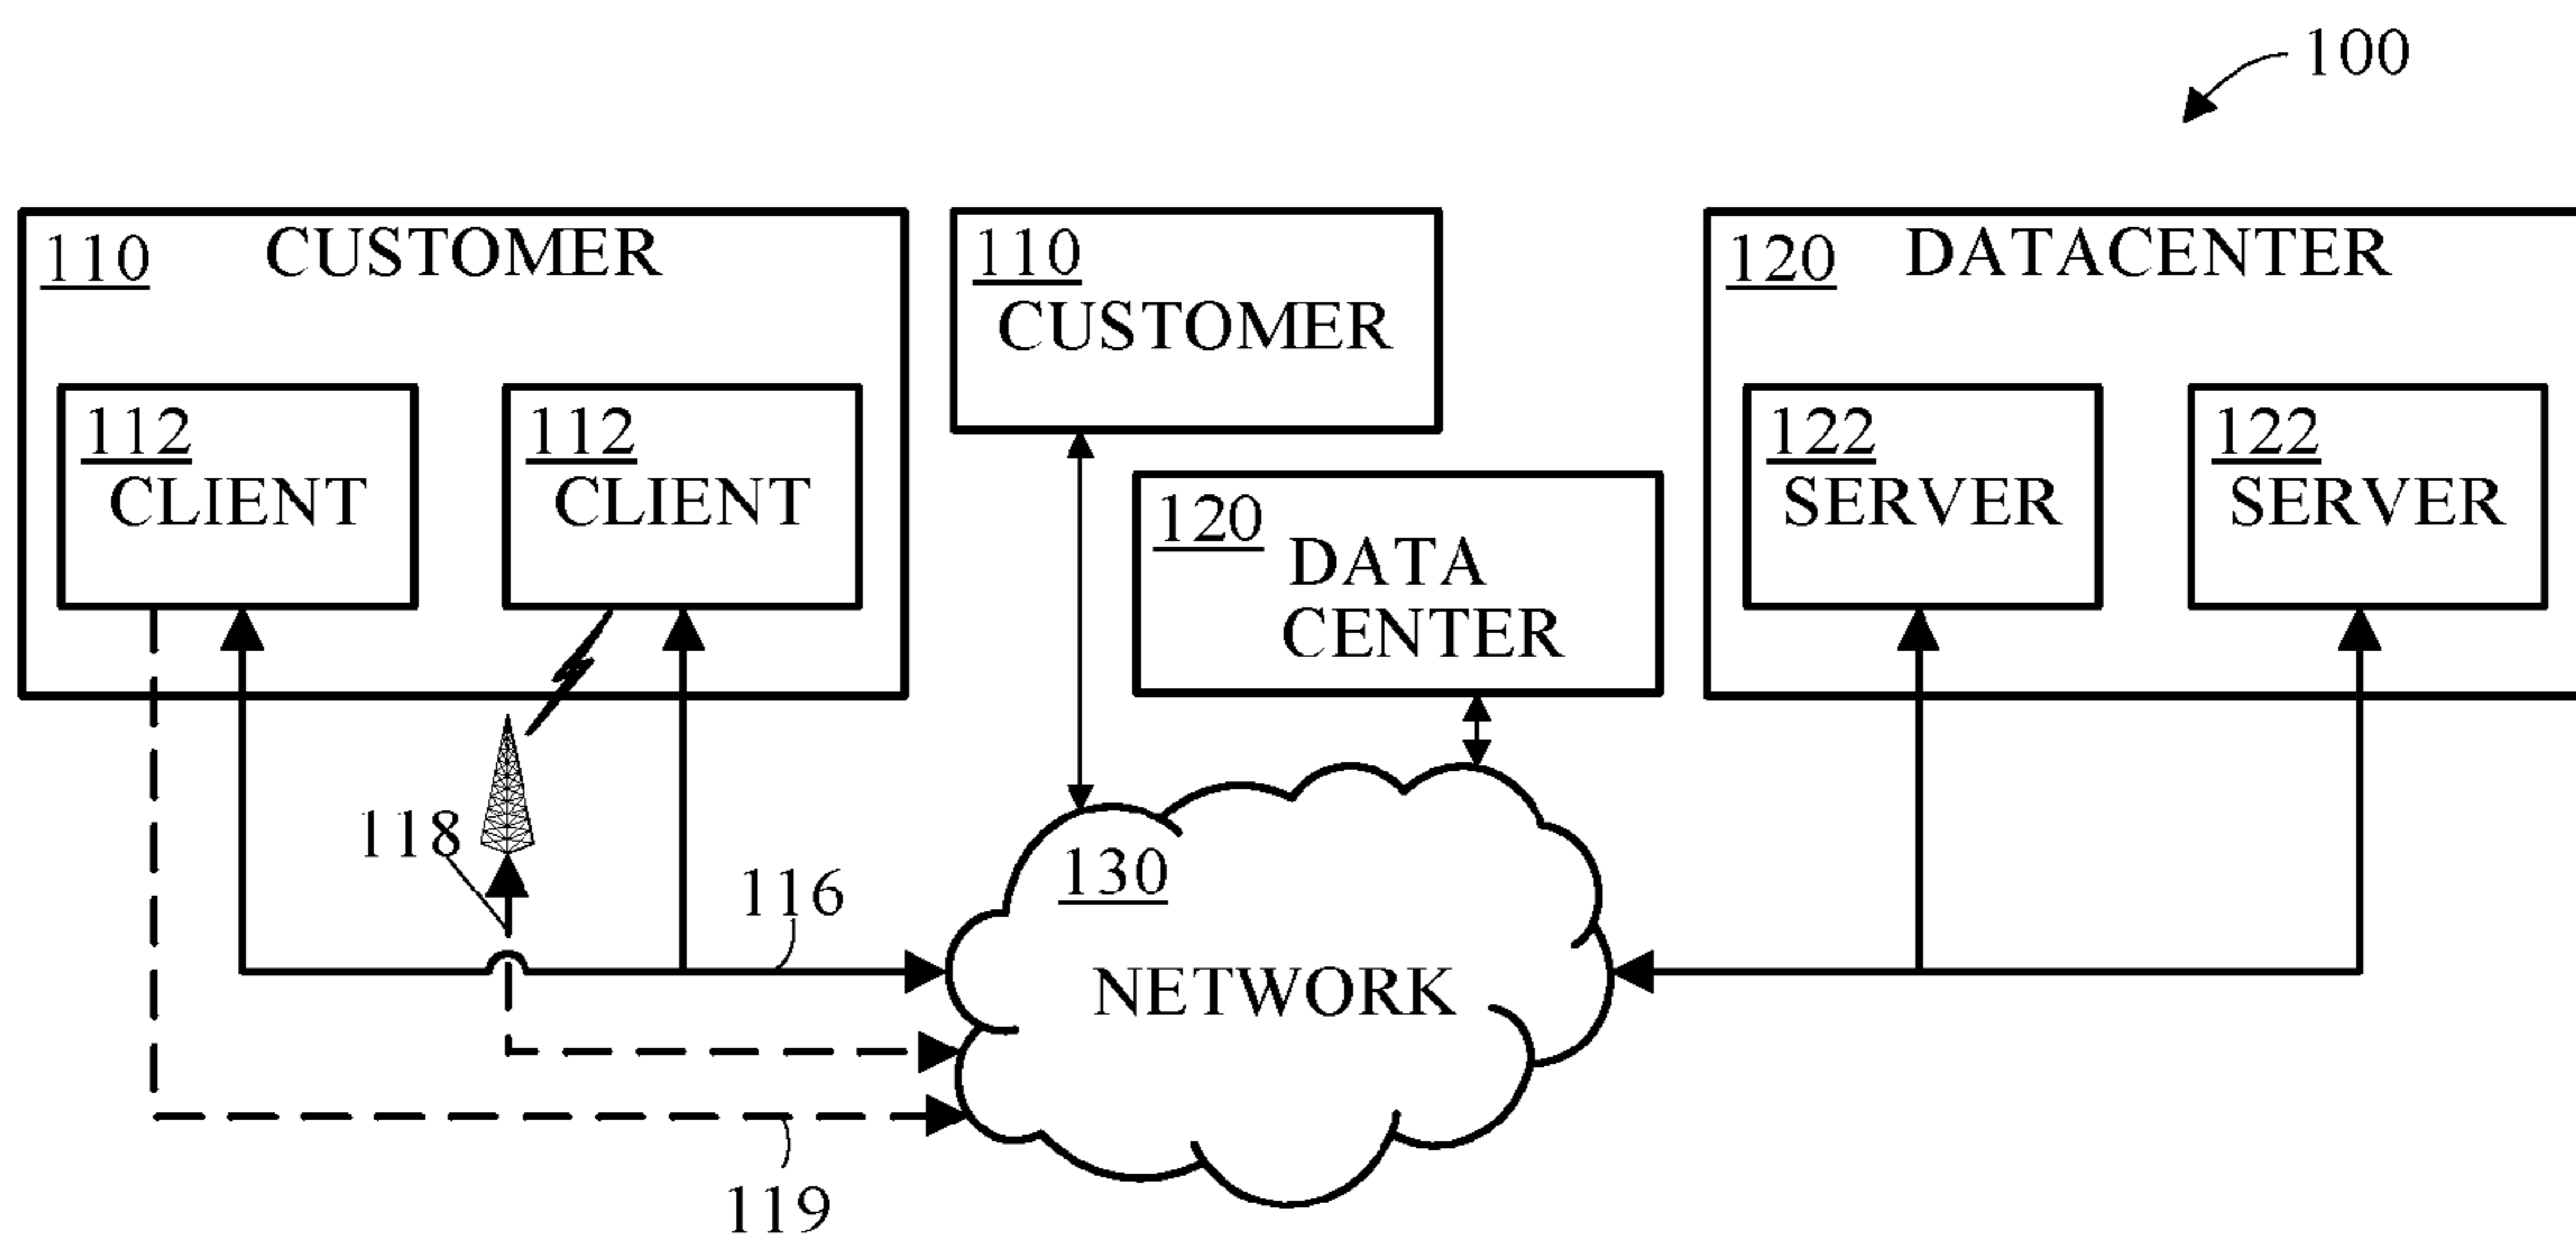 100
110 CUSTOMER
112
CLIENT
112
CLIENT
110
CUSTOMER
120
DATA
CENTER
120 DATACENTER
122
SERVER
122
SERVER
118
116
130
NETWORK
119